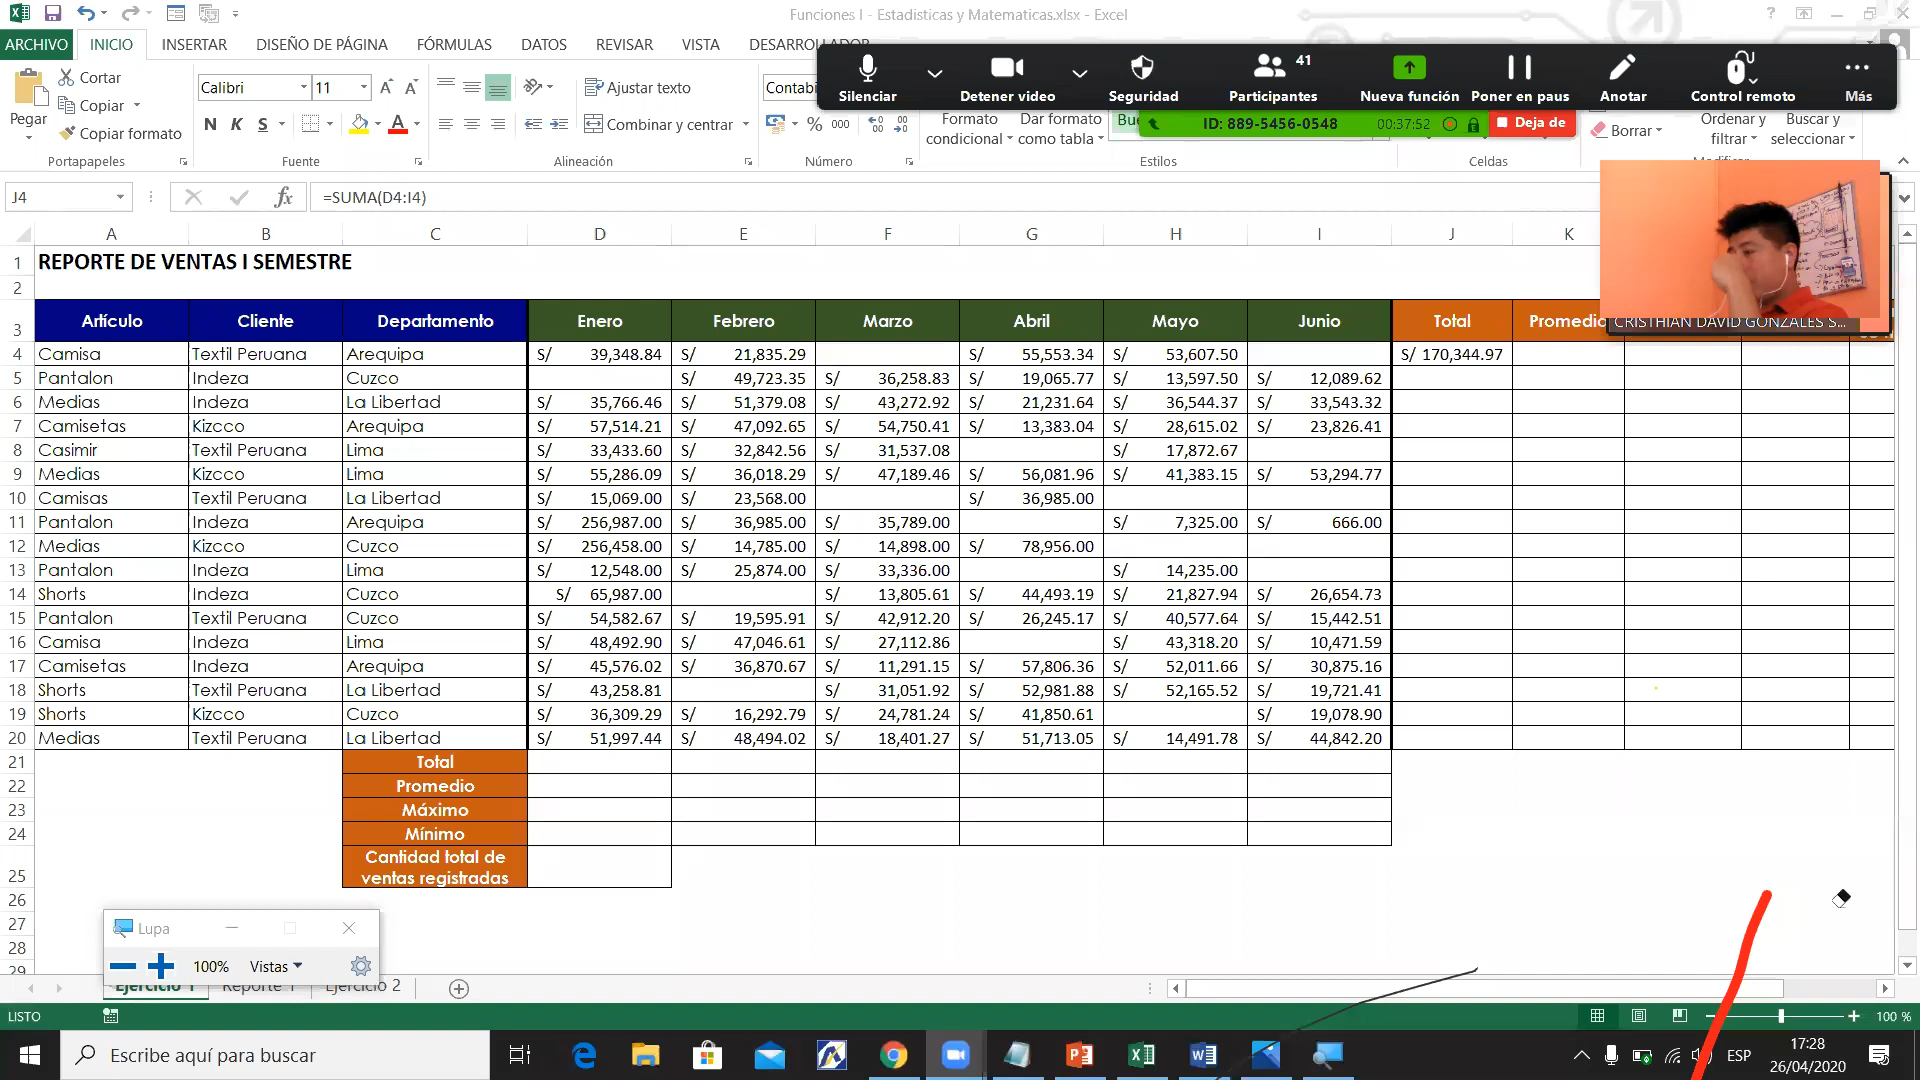 Funciones I - Estadisticas y Matematicas.xlsx - Excel
ARCHIVO INICIO INSERTAR DISEÑO DE PÁGINA FÓRMULAS DATOS REVISAR VISTA DESARROLLADOR
Silenciar Detener video Seguridad Participantes 41 Nueva función Poner en paus Anotar Control remoto Más
ID: 889-5456-0548 00:37:52 Deja de
Pegar Cortar Copiar Copiar formato
Calibri 11 Ajustar texto Contabi
N K S Combinar y centrar % 000
Formato condicional Dar formato como tabla Bue Borrar Ordenar y filtrar Buscar y seleccionar
Portapapeles Fuente Alineación Número Estilos Celdas
J4 fx =SUMA(D4:I4)
A B C D E F G H I J K
1 REPORTE DE VENTAS I SEMESTRE
2
3 Artículo Cliente Departamento Enero Febrero Marzo Abril Mayo Junio Total Promedio
CRISTHIAN DAVID GONZALES S...
4 Camisa Textil Peruana Arequipa S/ 39,348.84 S/ 21,835.29 S/ 55,553.34 S/ 53,607.50 S/ 170,344.97
5 Pantalon Indeza Cuzco S/ 49,723.35 S/ 36,258.83 S/ 19,065.77 S/ 13,597.50 S/ 12,089.62
6 Medias Indeza La Libertad S/ 35,766.46 S/ 51,379.08 S/ 43,272.92 S/ 21,231.64 S/ 36,544.37 S/ 33,543.32
7 Camisetas Kizcco Arequipa S/ 57,514.21 S/ 47,092.65 S/ 54,750.41 S/ 13,383.04 S/ 28,615.02 S/ 23,826.41
8 Casimir Textil Peruana Lima S/ 33,433.60 S/ 32,842.56 S/ 31,537.08 S/ 17,872.67
9 Medias Kizcco Lima S/ 55,286.09 S/ 36,018.29 S/ 47,189.46 S/ 56,081.96 S/ 41,383.15 S/ 53,294.77
10 Camisas Textil Peruana La Libertad S/ 15,069.00 S/ 23,568.00 S/ 36,985.00
11 Pantalon Indeza Arequipa S/ 256,987.00 S/ 36,985.00 S/ 35,789.00 S/ 7,325.00 S/ 666.00
12 Medias Kizcco Cuzco S/ 256,458.00 S/ 14,785.00 S/ 14,898.00 S/ 78,956.00
13 Pantalon Indeza Lima S/ 12,548.00 S/ 25,874.00 S/ 33,336.00 S/ 14,235.00
14 Shorts Indeza Cuzco S/ 65,987.00 S/ 13,805.61 S/ 44,493.19 S/ 21,827.94 S/ 26,654.73
15 Pantalon Textil Peruana Cuzco S/ 54,582.67 S/ 19,595.91 S/ 42,912.20 S/ 26,245.17 S/ 40,577.64 S/ 15,442.51
16 Camisa Indeza Lima S/ 48,492.90 S/ 47,046.61 S/ 27,112.86 S/ 43,318.20 S/ 10,471.59
17 Camisetas Indeza Arequipa S/ 45,576.02 S/ 36,870.67 S/ 11,291.15 S/ 57,806.36 S/ 52,011.66 S/ 30,875.16
18 Shorts Textil Peruana La Libertad S/ 43,258.81 S/ 31,051.92 S/ 52,981.88 S/ 52,165.52 S/ 19,721.41
19 Shorts Kizcco Cuzco S/ 36,309.29 S/ 16,292.79 S/ 24,781.24 S/ 41,850.61 S/ 19,078.90
20 Medias Textil Peruana La Libertad S/ 51,997.44 S/ 48,494.02 S/ 18,401.27 S/ 51,713.05 S/ 14,491.78 S/ 44,842.20
21 Total
22 Promedio
23 Máximo
24 Mínimo
25 Cantidad total de ventas registradas
26
27
28
29
Lupa
100% Vistas
Ejercicio 1 Reporte 1 Ejercicio 2
LISTO 100 %
Escribe aquí para buscar
ESP 17:28
26/04/2020